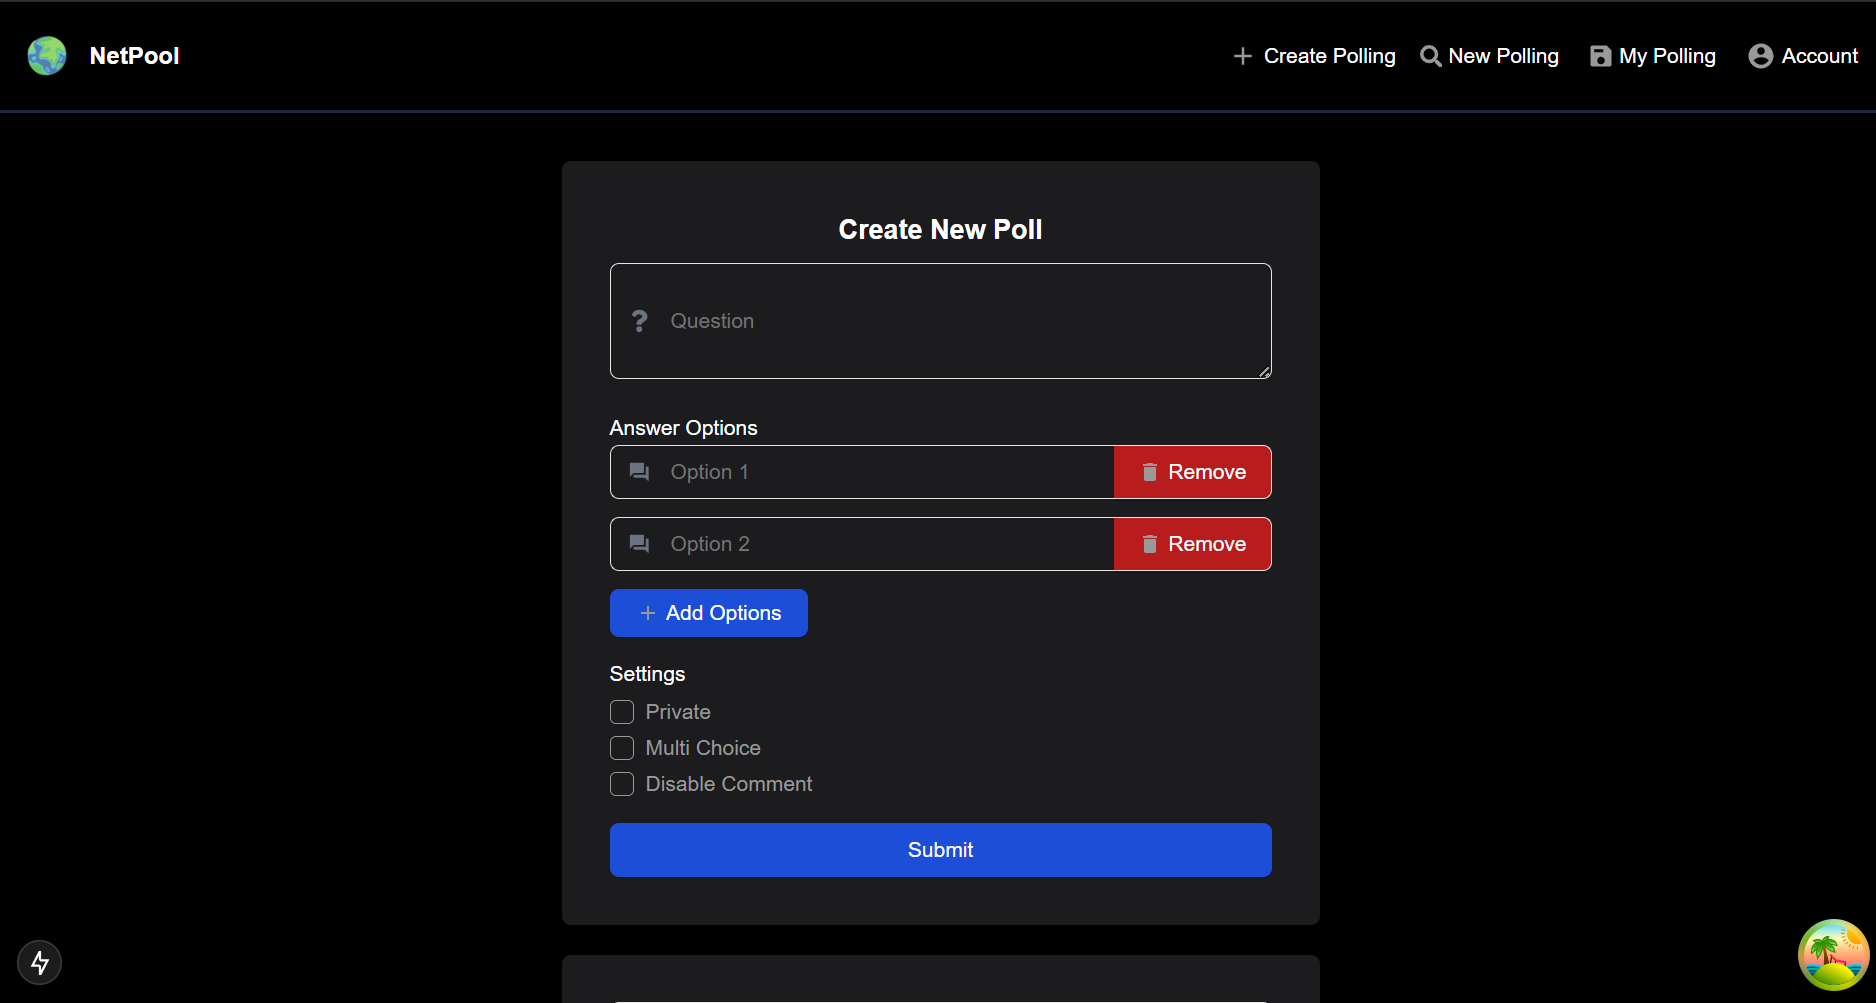 NetPool
Create Polling
New Polling
My Polling
Account
Create New Poll
Question
Answer Options
Option 1
Remove
Option 2
Remove
Add Options
Settings
Private
Multi Choice
Disable Comment
Submit